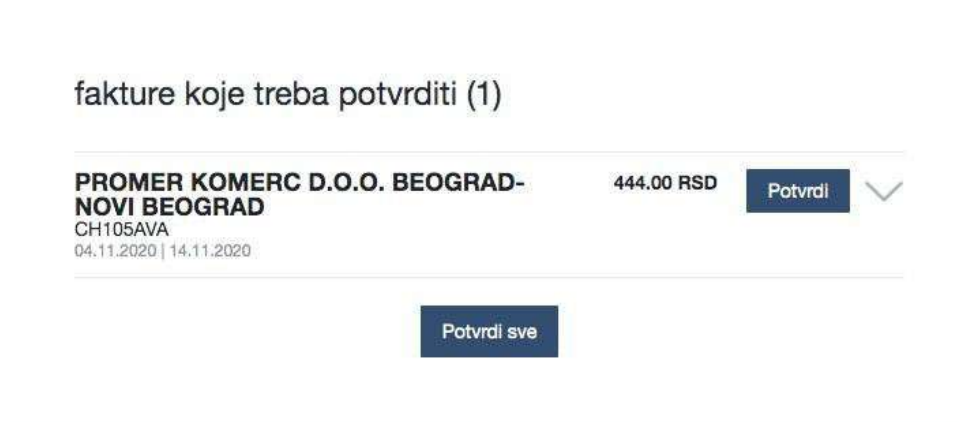 fakture koje treba potvrditi (1)
PROMER KOMERC D.O.O. BEOGRAD-
NOVI BEOGRAD
444.00 RSD
Potvrdi
CH105AVA
04.11.2020 | 14.11.2020
Potvrdi sve